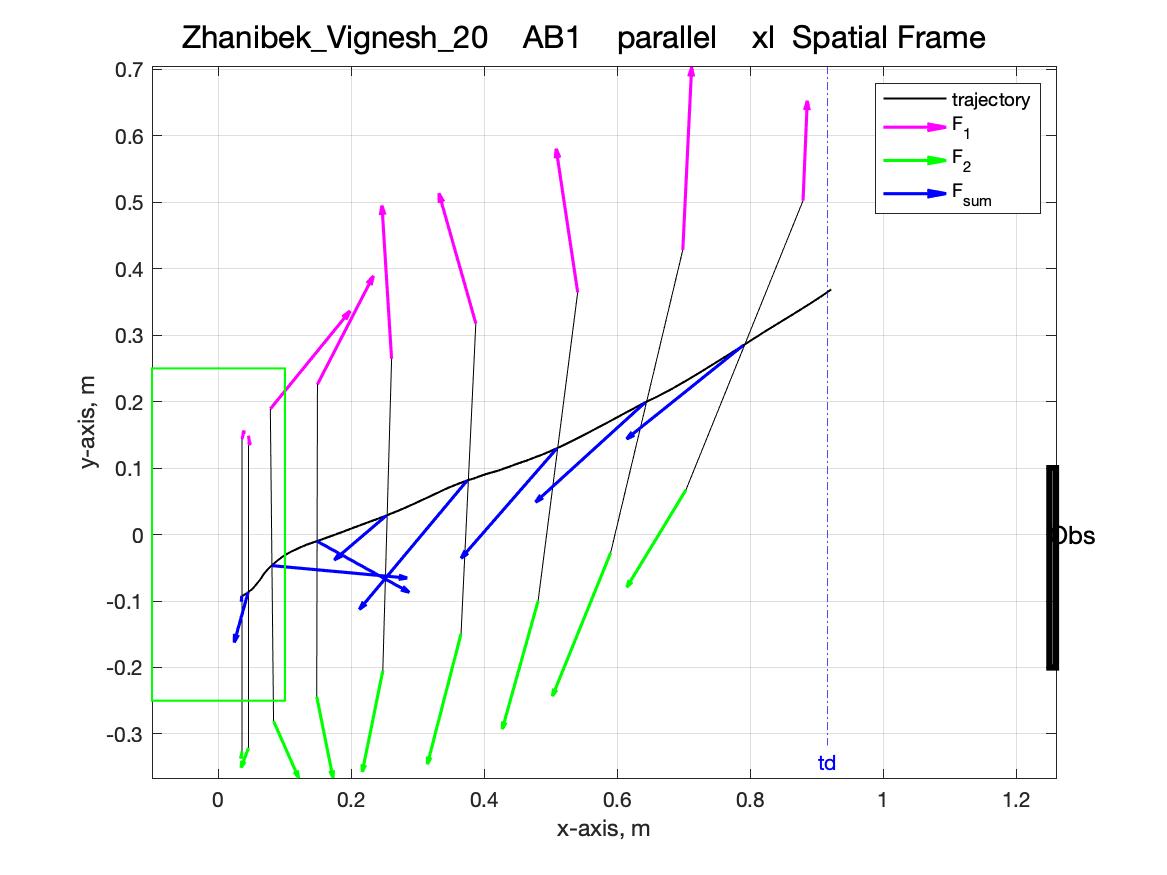 Zhanibek_Vignesh_20 AB1 parallel xl Spatial Frame
trajectory
F1
F2
Fsum
0.7
0.6
0.5
0.4
0.3
0.2
0.1
0
-0.1
-0.2
-0.3
y-axis, m
Obs
td
0 0.2 0.4 0.6 0.8 1 1.2
x-axis, m